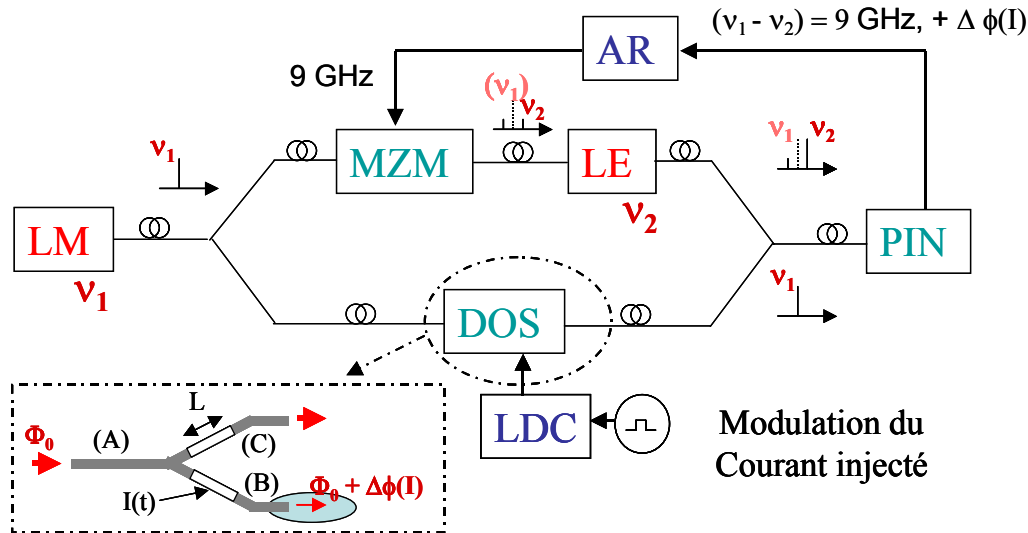 (ν₁ - ν₂) = 9 GHz, + Δ ϕ(I)
AR
9 GHz
(ν₁)
ν₂
ν₁
MZM
LE
ν₂
ν₁
ν₂
LM
ν₁
PIN
ν₁
DOS
LDC
Modulation du
Courant injecté
L
Φ₀
(A)
(C)
I(t)
(B)
Φ₀ + Δϕ(I)